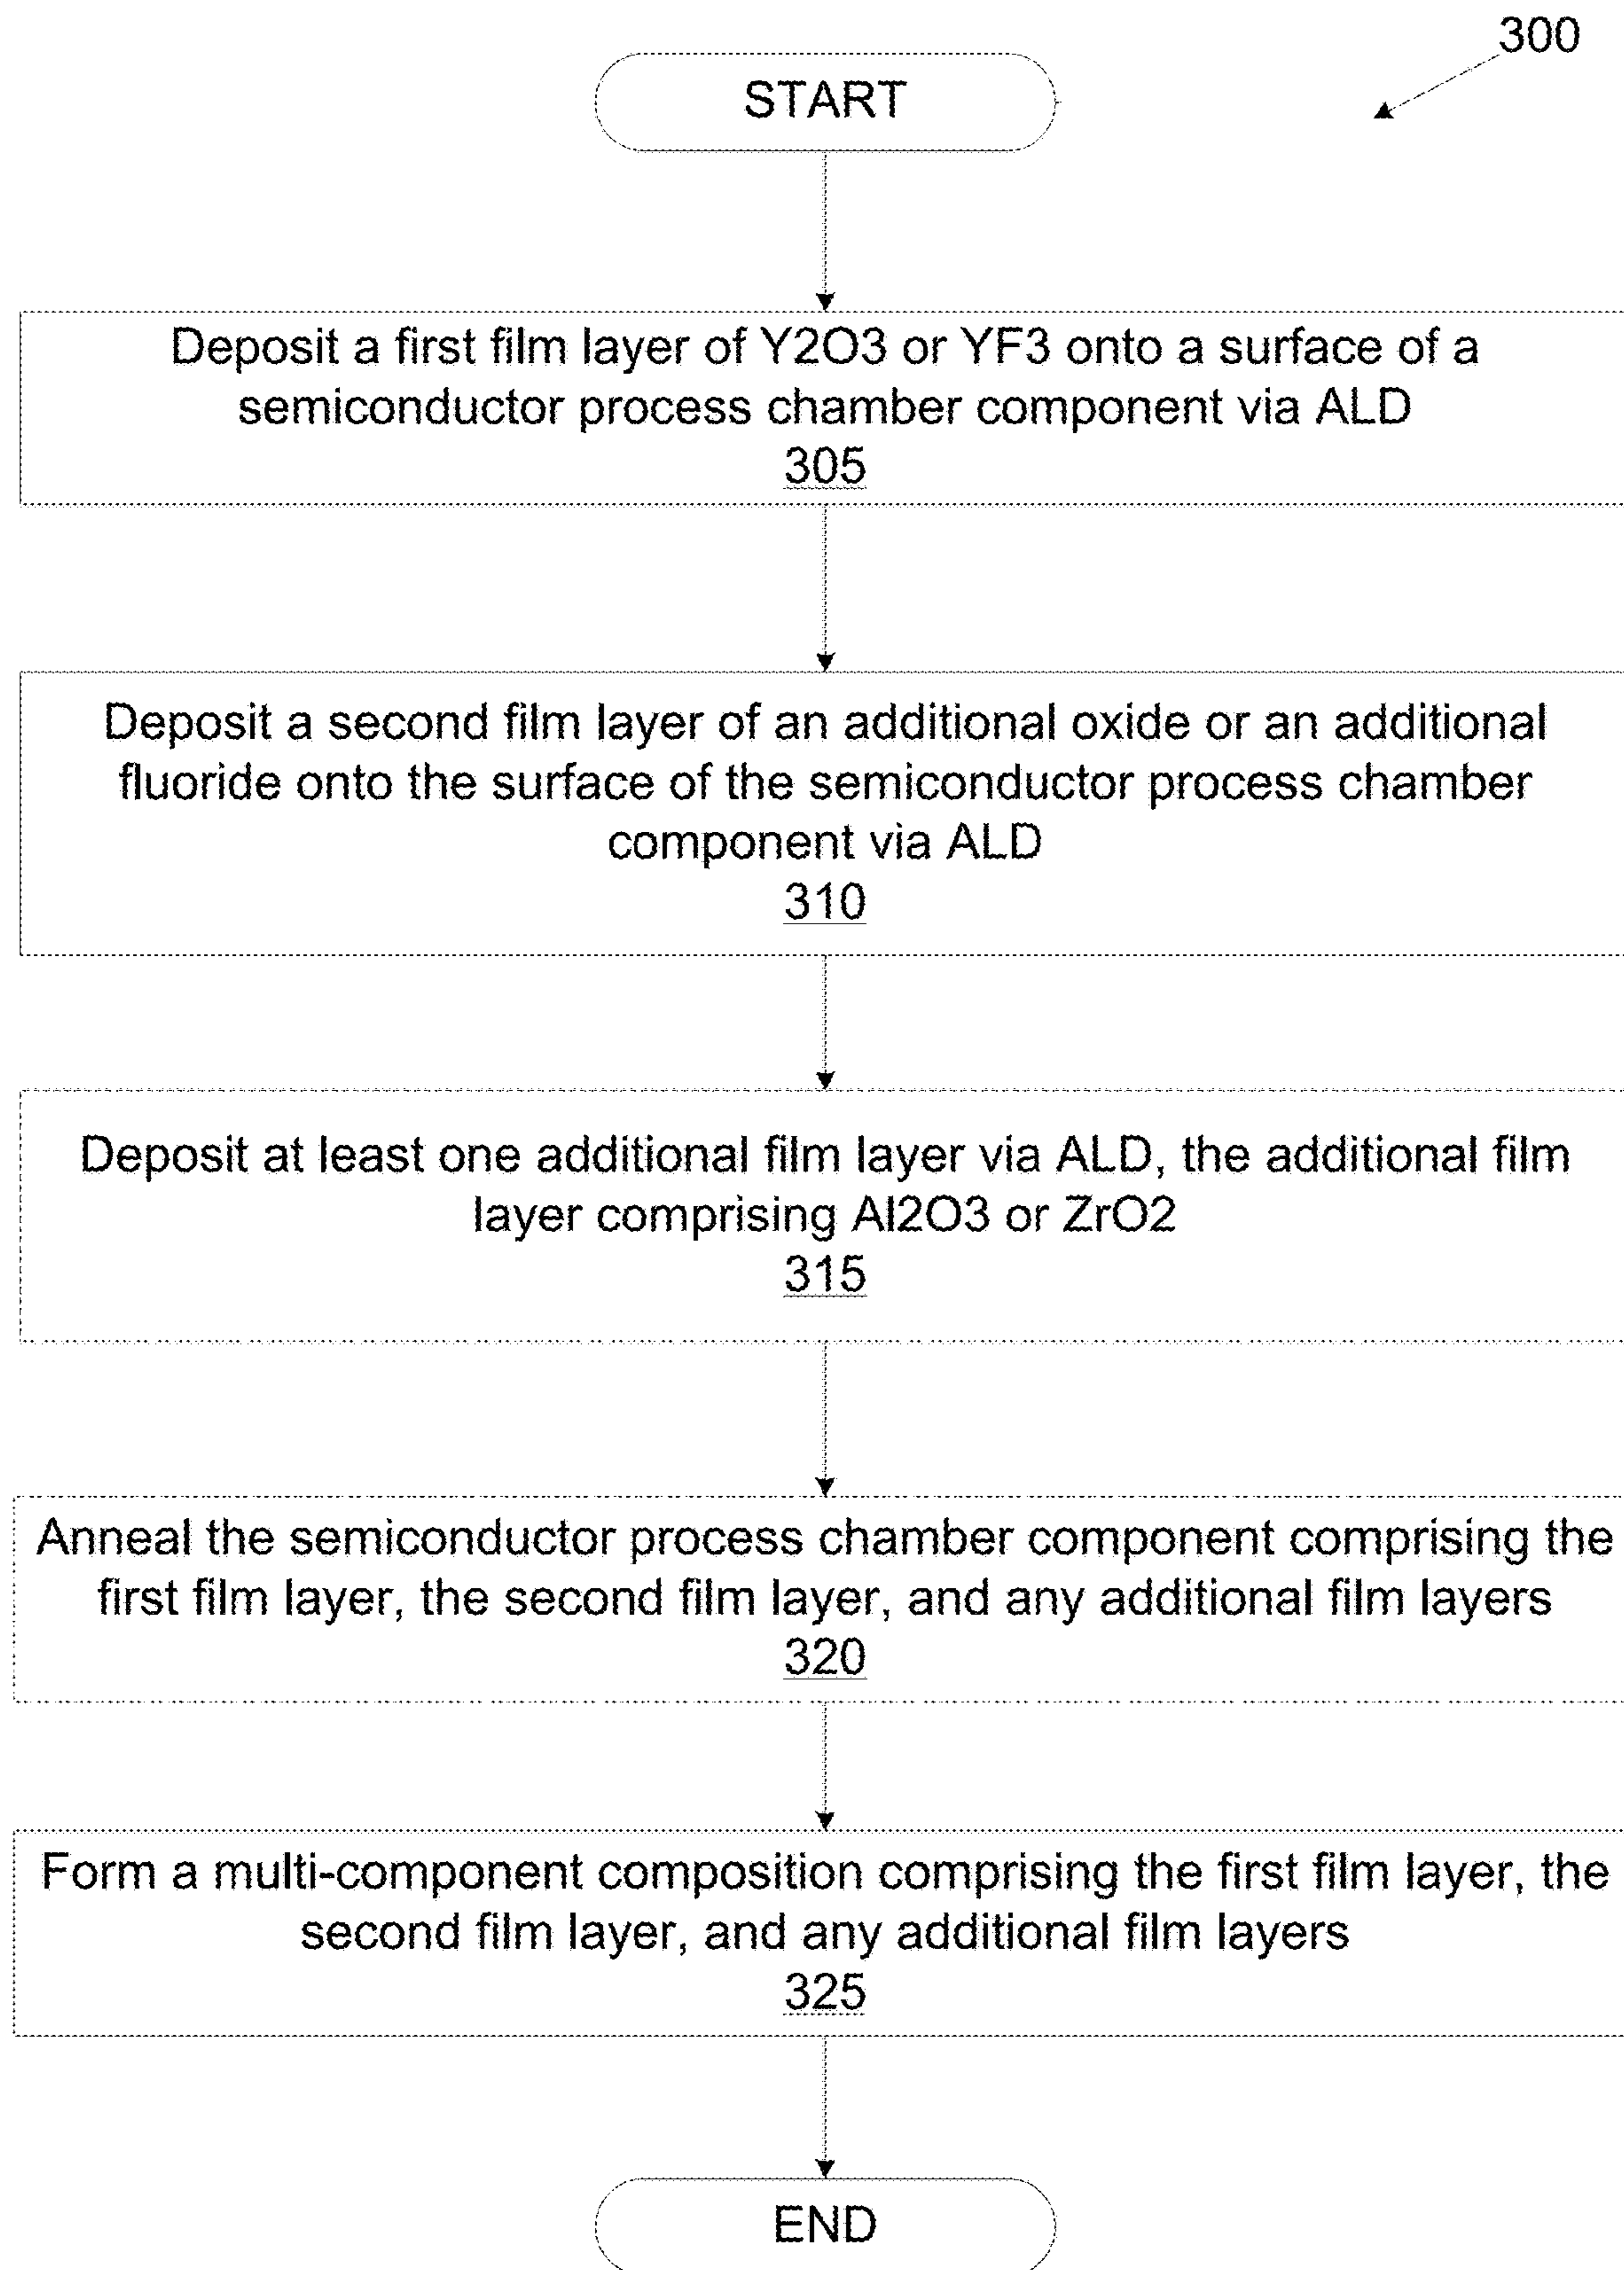 300
START
Deposit a first film layer of Y2O3 or YF3 onto a surface of a
semiconductor process chamber component via ALD
305
Deposit a second film layer of an additional oxide or an additional
fluoride onto the surface of the semiconductor process chamber
component via ALD
310
Deposit at least one additional film layer via ALD, the additional film
layer comprising Al2O3 or ZrO2
315
Anneal the semiconductor process chamber component comprising the
first film layer, the second film layer, and any additional film layers
320
Form a multi-component composition comprising the first film layer, the
second film layer, and any additional film layers
325
END